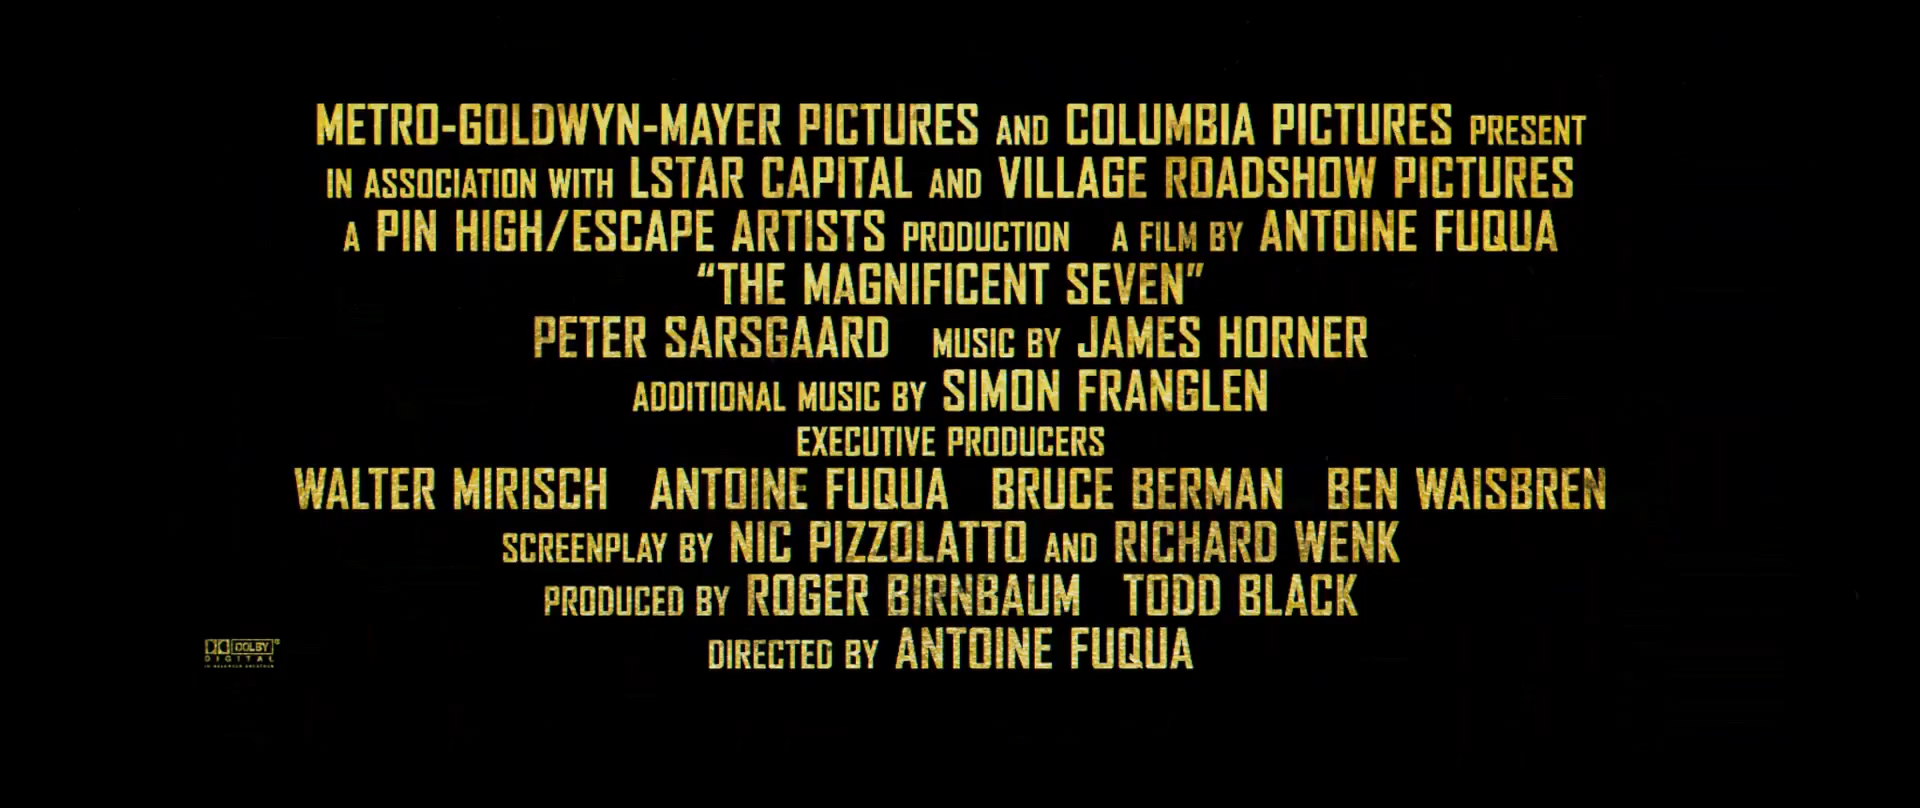 METRO-GOLDWYN-MAYER PICTURES AND COLUMBIA PICTURES PRESENT
IN ASSOCIATION WITH LSTAR CAPITAL AND VILLAGE ROADSHOW PICTURES
A PIN HIGH/ESCAPE ARTISTS PRODUCTION A FILM BY ANTOINE FUQUA
“THE MAGNIFICENT SEVEN”
PETER SARSGAARD MUSIC BY JAMES HORNER
ADDITIONAL MUSIC BY SIMON FRANGLEN
EXECUTIVE PRODUCERS
WALTER MIRISCH ANTOINE FUQUA BRUCE BERMAN BEN WAISBREN
SCREENPLAY BY NIC PIZZOLATTO AND RICHARD WENK
PRODUCED BY ROGER BIRNBAUM TODD BLACK
DIRECTED BY ANTOINE FUQUA
DOLBY
DIGITAL